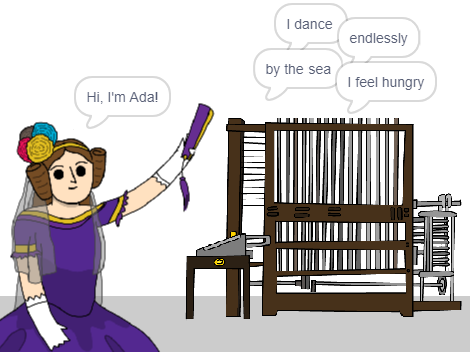 I dance
endlessly
by the sea
I feel hungry
Hi, I'm Ada!